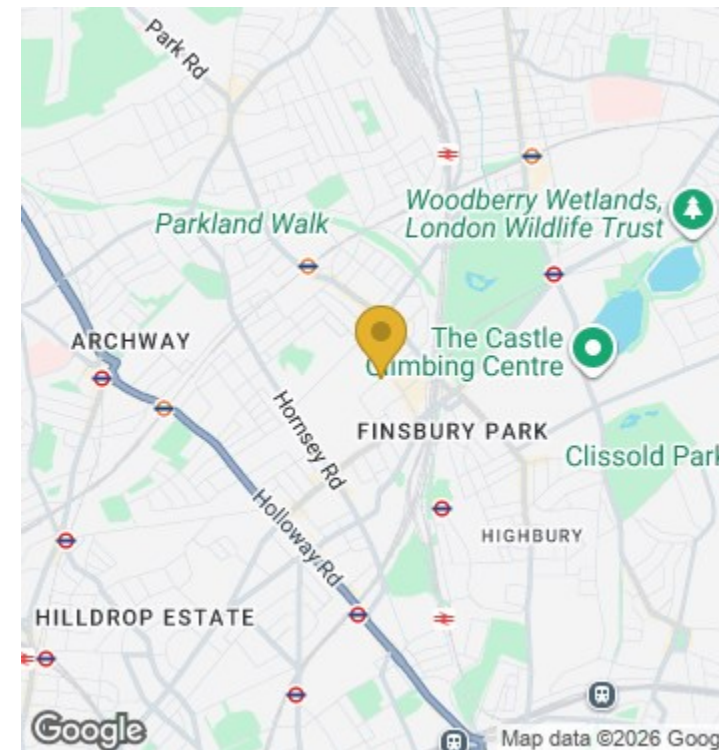 Park Rd
Woodberry Wetlands,
London Wildlife Trust
Parkland Walk
ARCHWAY
The Castle
Climbing Centre
Hornsey Rd
FINSBURY PARK
Clissold Park
Holloway Rd
HIGHBURY
HILLDROP ESTATE
Google
Map data ©2026 Goog